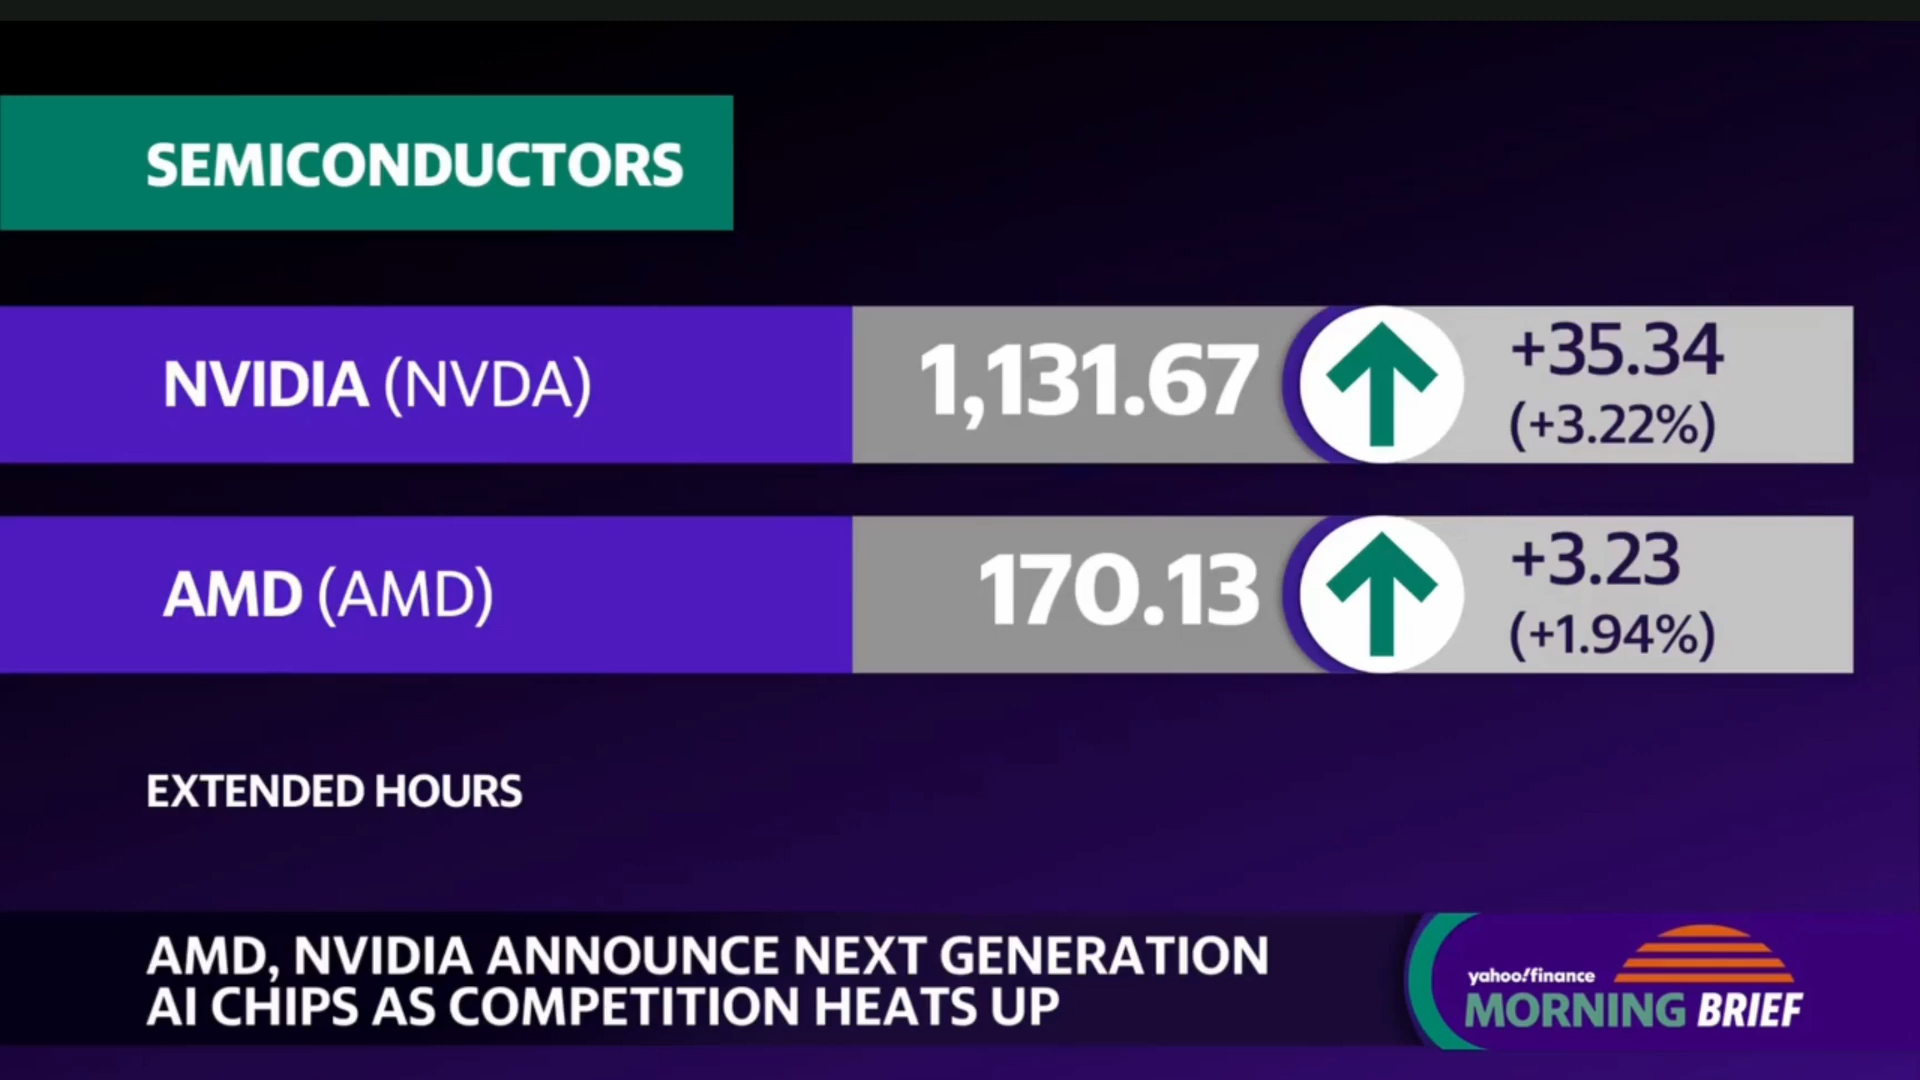 SEMICONDUCTORS
NVIDIA (NVDA) 1,131.67 +35.34
(+3.22%)
AMD (AMD) 170.13 +3.23
(+1.94%)
EXTENDED HOURS
AMD, NVIDIA ANNOUNCE NEXT GENERATION
AI CHIPS AS COMPETITION HEATS UP
yahoo!finance
MORNING BRIEF